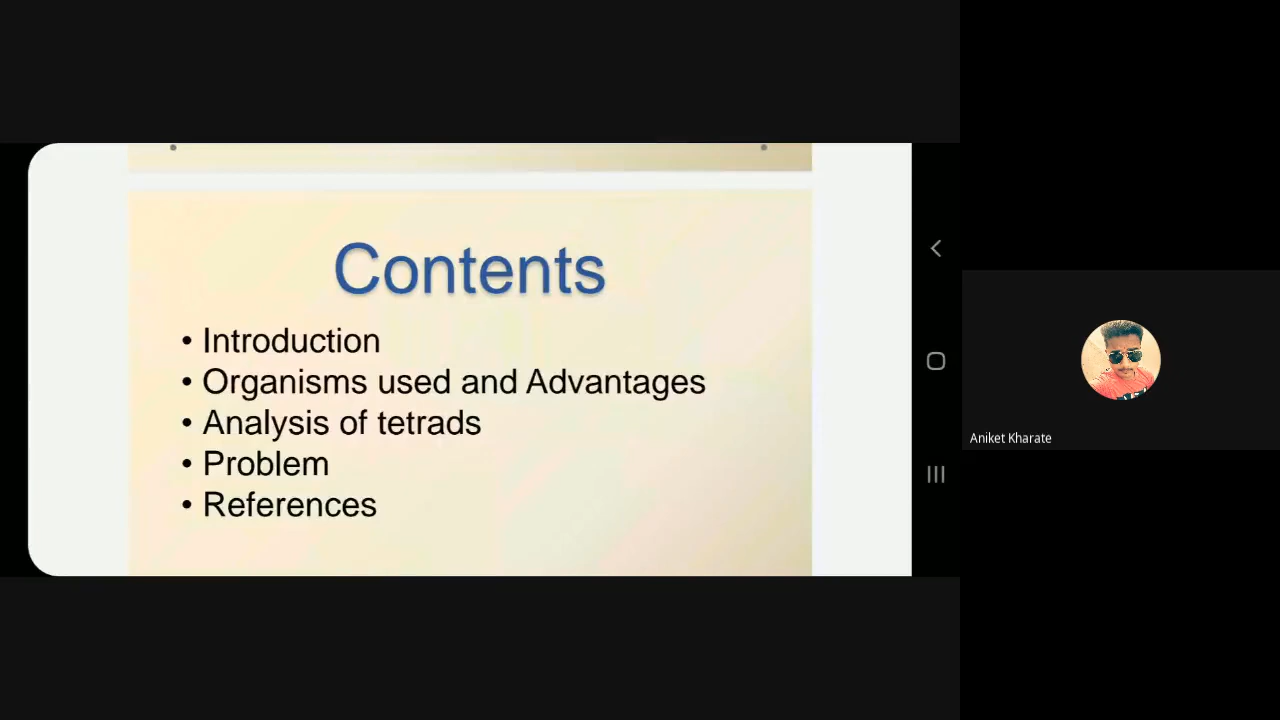 Contents
• Introduction
• Organisms used and Advantages
• Analysis of tetrads
• Problem
• References
Aniket Kharate